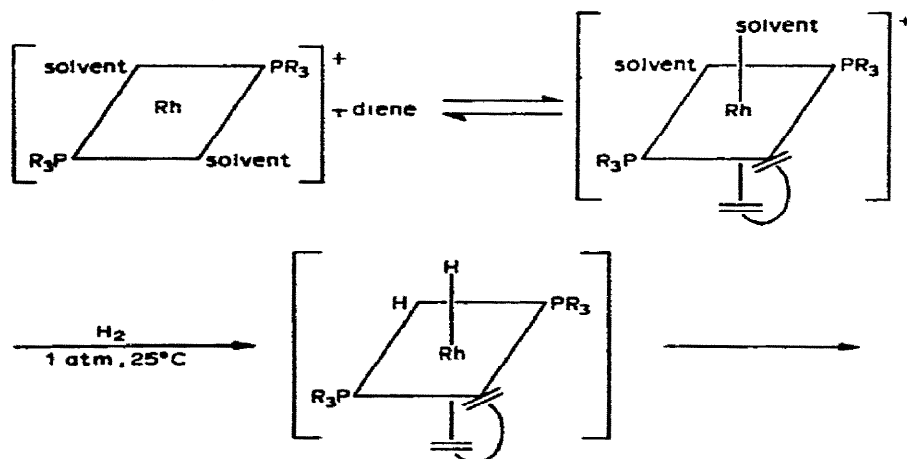 solvent
PR3
+
Rh
R3P
solvent
+ diene
solvent
+
solvent
PR3
Rh
R3P
H2
1 atm, 25°C
H
H
PR3
Rh
R3P